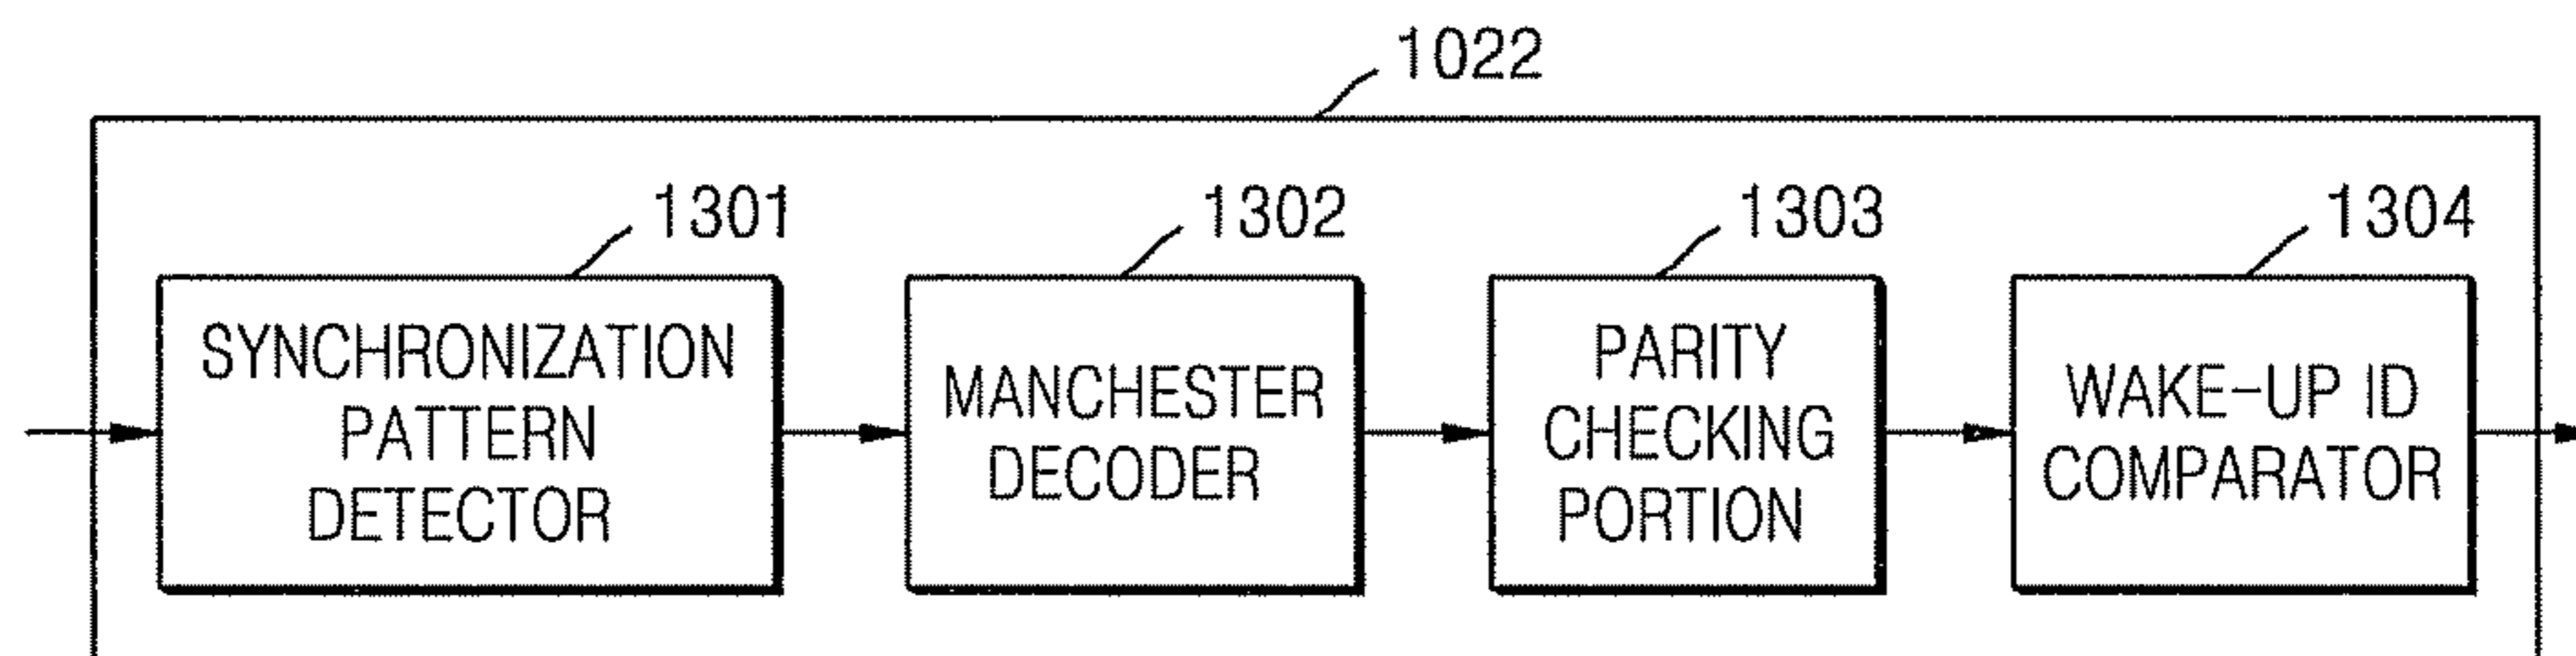 1022
1301
1302
1303
1304
SYNCHRONIZATION
PATTERN
DETECTOR
MANCHESTER
DECODER
PARITY
CHECKING
PORTION
WAKE-UP ID
COMPARATOR